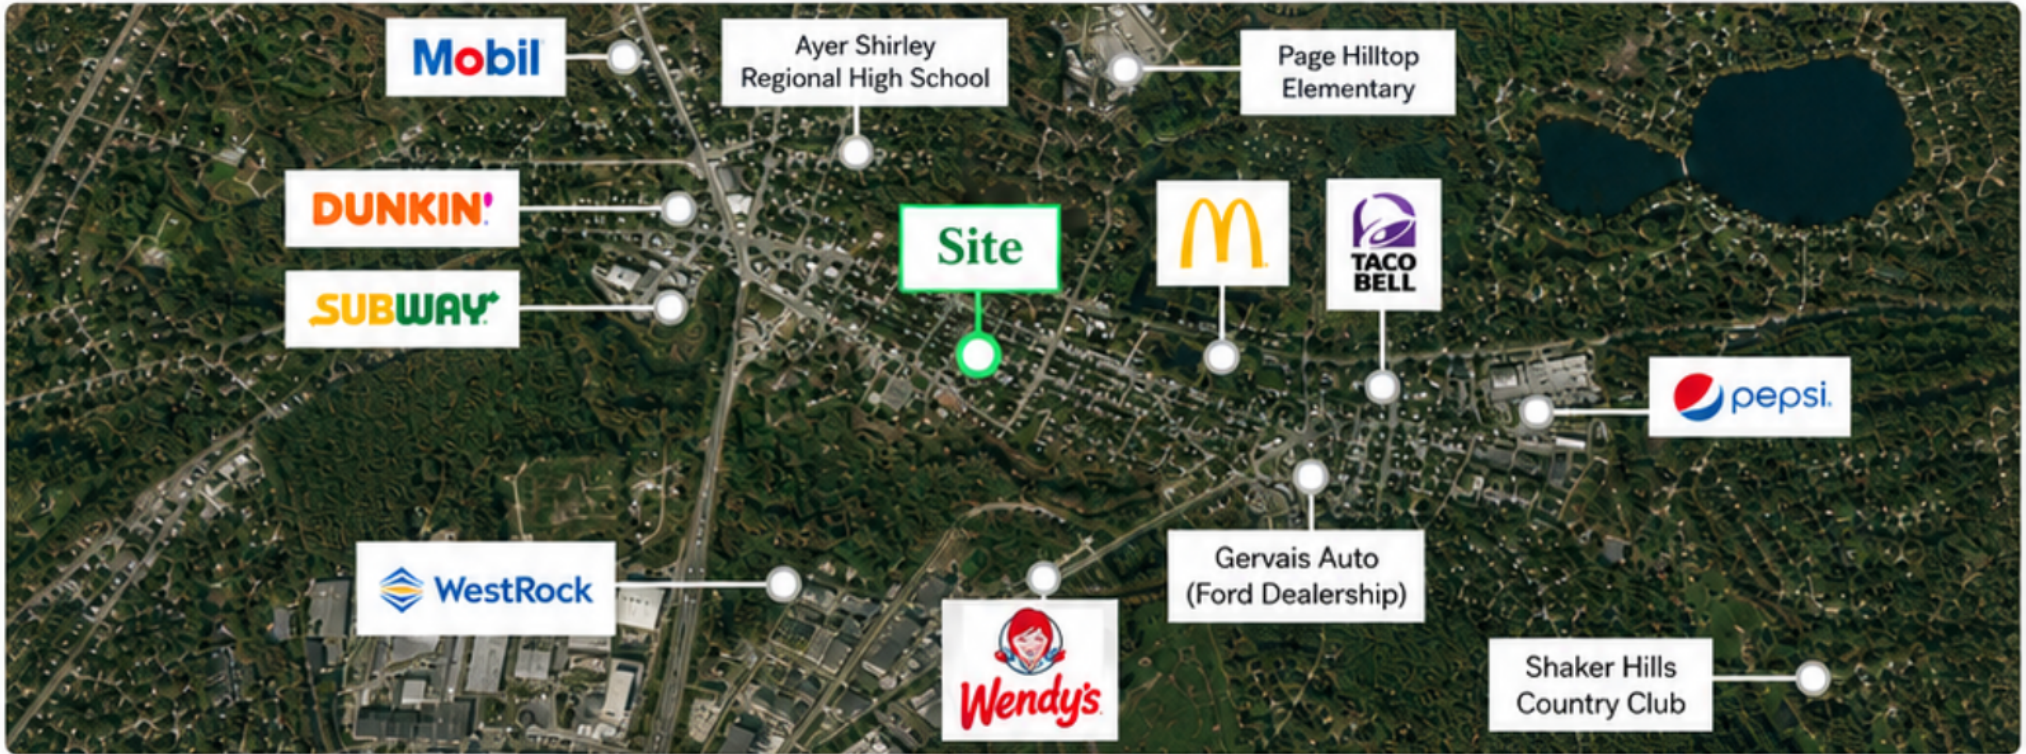 Mobil
Ayer Shirley
Regional High School
Page Hilltop
Elementary
DUNKIN'
SUBWAY
Site
TACO
BELL
pepsi.
WestRock
Wendy's
Gervais Auto
(Ford Dealership)
Shaker Hills
Country Club